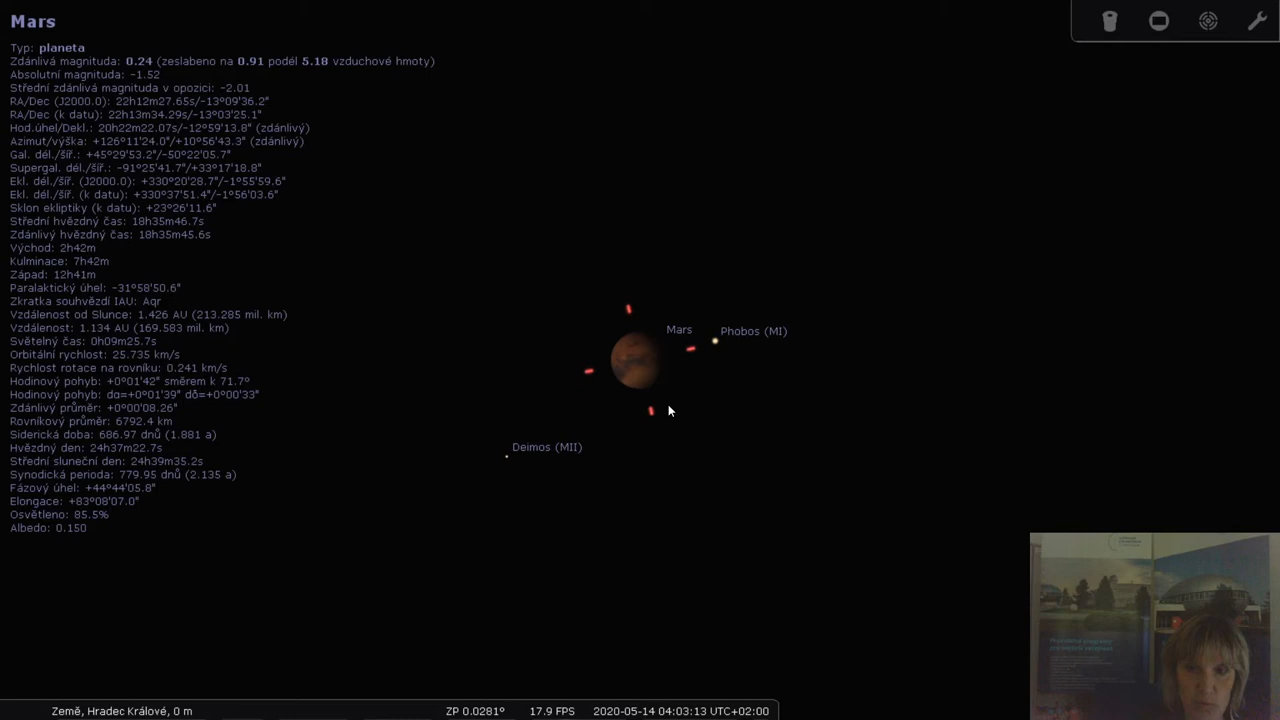 Mars
Typ: planeta
Zdánlivá magnituda: 0.24 (zeslabeno na 0.91 podél 5.18 vzduchové hmoty)
Absolutní magnituda: -1.52
Střední zdánlivá magnituda v opozici: -2.01
RA/Dec (J2000.0): 22h12m27.65s/-13°09'36.2"
RA/Dec (k datu): 22h13m34.29s/-13°03'25.1"
Hod.úhel/Dekl.: 20h22m22.07s/-12°59'13.8" (zdánlivý)
Azimut/výška: +126°11'24.0"/+10°56'43.3" (zdánlivý)
Gal. dél./šíř.: +45°29'53.2"/-50°22'05.7"
Supergal. dél./šíř.: -91°25'41.7"/+33°17'18.8"
Ekl. dél./šíř. (J2000.0): +330°20'28.7"/-1°55'59.6"
Ekl. dél./šíř. (k datu): +330°37'51.4"/-1°56'03.6"
Sklon ekliptiky (k datu): +23°26'11.6"
Střední hvězdný čas: 18h35m46.7s
Zdánlivý hvězdný čas: 18h35m45.6s
Východ: 2h42m
Kulminace: 7h42m
Západ: 12h41m
Paralaktický úhel: -31°58'50.6"
Zkratka souhvězdí IAU: Aqr
Vzdálenost od Slunce: 1.426 AU (213.285 mil. km)
Vzdálenost: 1.134 AU (169.583 mil. km)
Světelný čas: 0h09m25.7s
Orbitální rychlost: 25.735 km/s
Rychlost rotace na rovníku: 0.241 km/s
Hodinový pohyb: +0°01'42" směrem k 71.7°
Hodinový pohyb: dα=+0°01'39" dδ=+0°00'33"
Zdánlivý průměr: +0°00'08.26"
Rovníkový průměr: 6792.4 km
Siderická doba: 686.97 dnů (1.881 a)
Hvězdný den: 24h37m22.7s
Střední sluneční den: 24h39m35.2s
Synodická perioda: 779.95 dnů (2.135 a)
Fázový úhel: +44°44'05.8"
Elongace: +83°08'07.0"
Osvětleno: 85.5%
Albedo: 0.150
Mars
Phobos (MI)
Deimos (MII)
Země, Hradec Králové, 0 m
ZP 0.0281°
17.9 FPS
2020-05-14 04:03:13 UTC+02:00